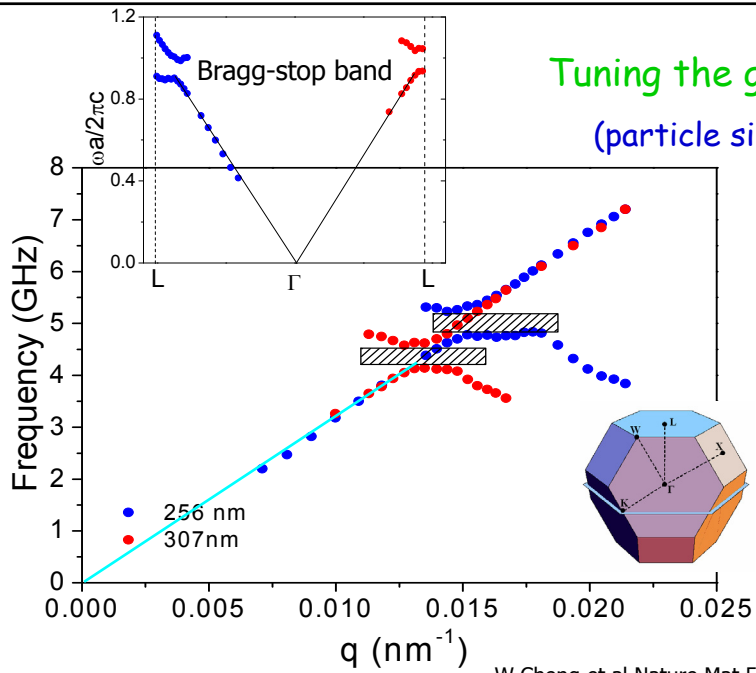 Tuning the g
(particle si
1.2
0.8
0.4
0.0
ωa/2πc
Bragg-stop band
L Γ L
8
7
6
5
4
3
2
1
0
Frequency (GHz)
256 nm
307nm
W L X Γ K
0.000 0.005 0.010 0.015 0.020 0.025
q (nm⁻¹)